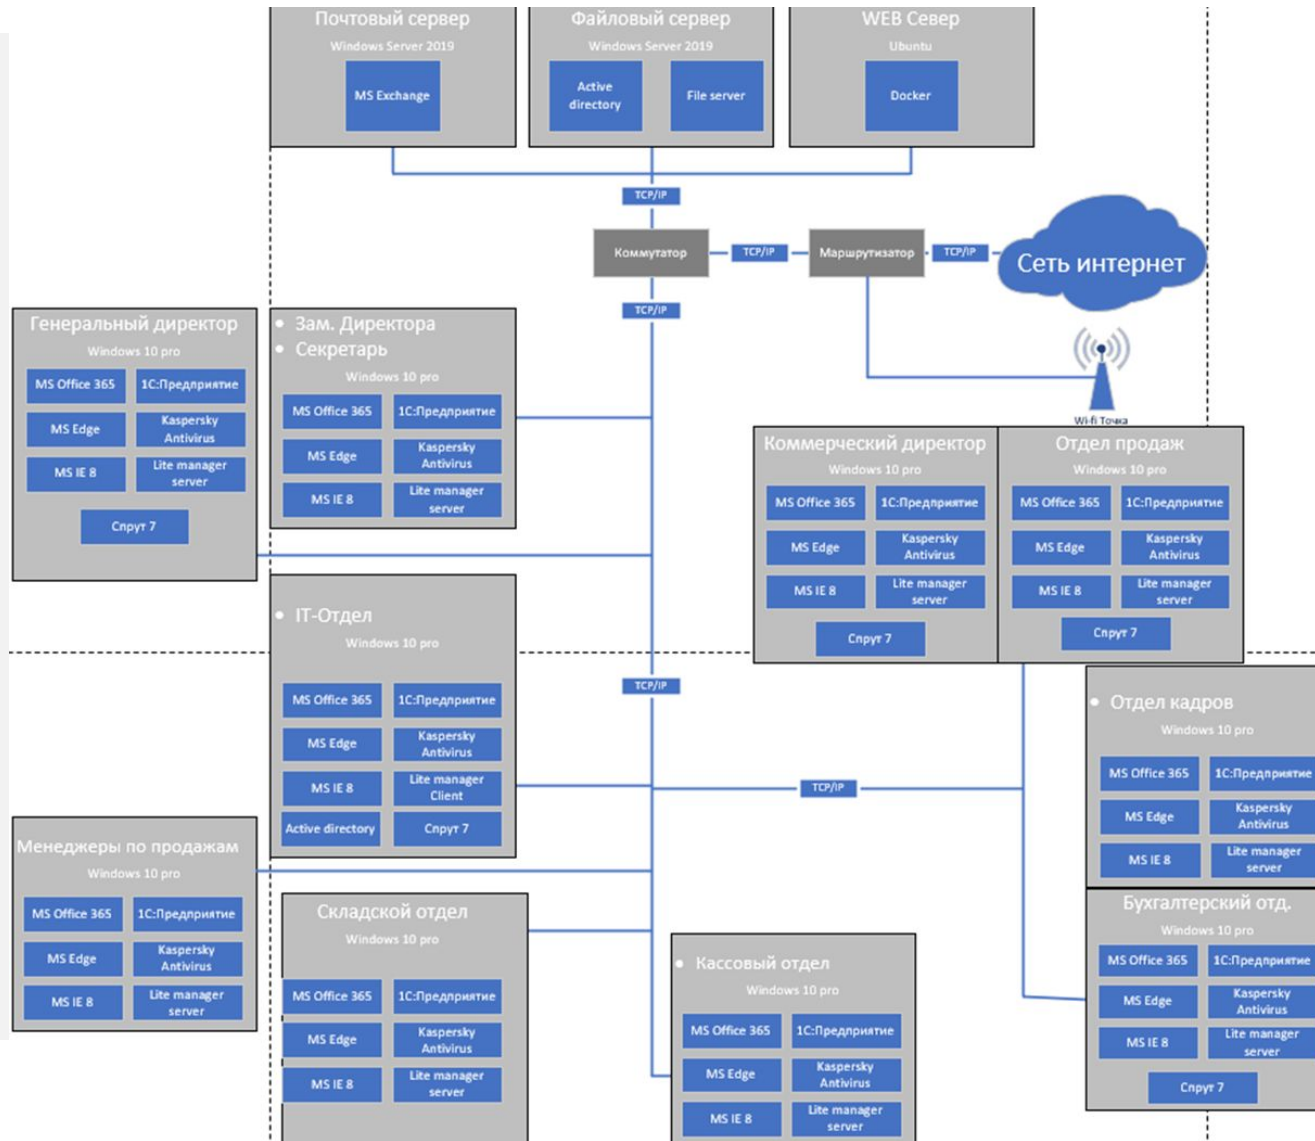 Почтовый сервер
Windows Server 2019
MS Exchange
Файловый сервер
Windows Server 2019
Active
directory
File server
WEB Север
Ubuntu
Docker
TCP/IP
Коммутатор
TCP/IP
Маршрутизатор
TCP/IP
Сеть интернет
TCP/IP
Wi-fi Точка
Генеральный директор
Windows 10 pro
MS Office 365
1С:Предприятие
MS Edge
Kaspersky
Antivirus
MS IE 8
Lite manager
server
Спрут 7
• Зам. Директора
• Секретарь
Windows 10 pro
MS Office 365
1С:Предприятие
MS Edge
Kaspersky
Antivirus
MS IE 8
Lite manager
server
Коммерческий директор
Windows 10 pro
MS Office 365
1С:Предприятие
MS Edge
Kaspersky
Antivirus
MS IE 8
Lite manager
server
Спрут 7
Отдел продаж
Windows 10 pro
MS Office 365
1С:Предприятие
MS Edge
Kaspersky
Antivirus
MS IE 8
Lite manager
server
Спрут 7
• IT-Отдел
Windows 10 pro
MS Office 365
1С:Предприятие
MS Edge
Kaspersky
Antivirus
MS IE 8
Lite manager
Client
Active directory
Спрут 7
TCP/IP
TCP/IP
• Отдел кадров
Windows 10 pro
MS Office 365
1С:Предприятие
MS Edge
Kaspersky
Antivirus
MS IE 8
Lite manager
server
Менеджеры по продажам
Windows 10 pro
MS Office 365
1С:Предприятие
MS Edge
Kaspersky
Antivirus
MS IE 8
Lite manager
server
Складской отдел
Windows 10 pro
MS Office 365
1С:Предприятие
MS Edge
Kaspersky
Antivirus
MS IE 8
Lite manager
server
• Кассовый отдел
Windows 10 pro
MS Office 365
1С:Предприятие
MS Edge
Kaspersky
Antivirus
MS IE 8
Lite manager
server
Бухгалтерский отд.
Windows 10 pro
MS Office 365
1С:Предприятие
MS Edge
Kaspersky
Antivirus
MS IE 8
Lite manager
server
Спрут 7